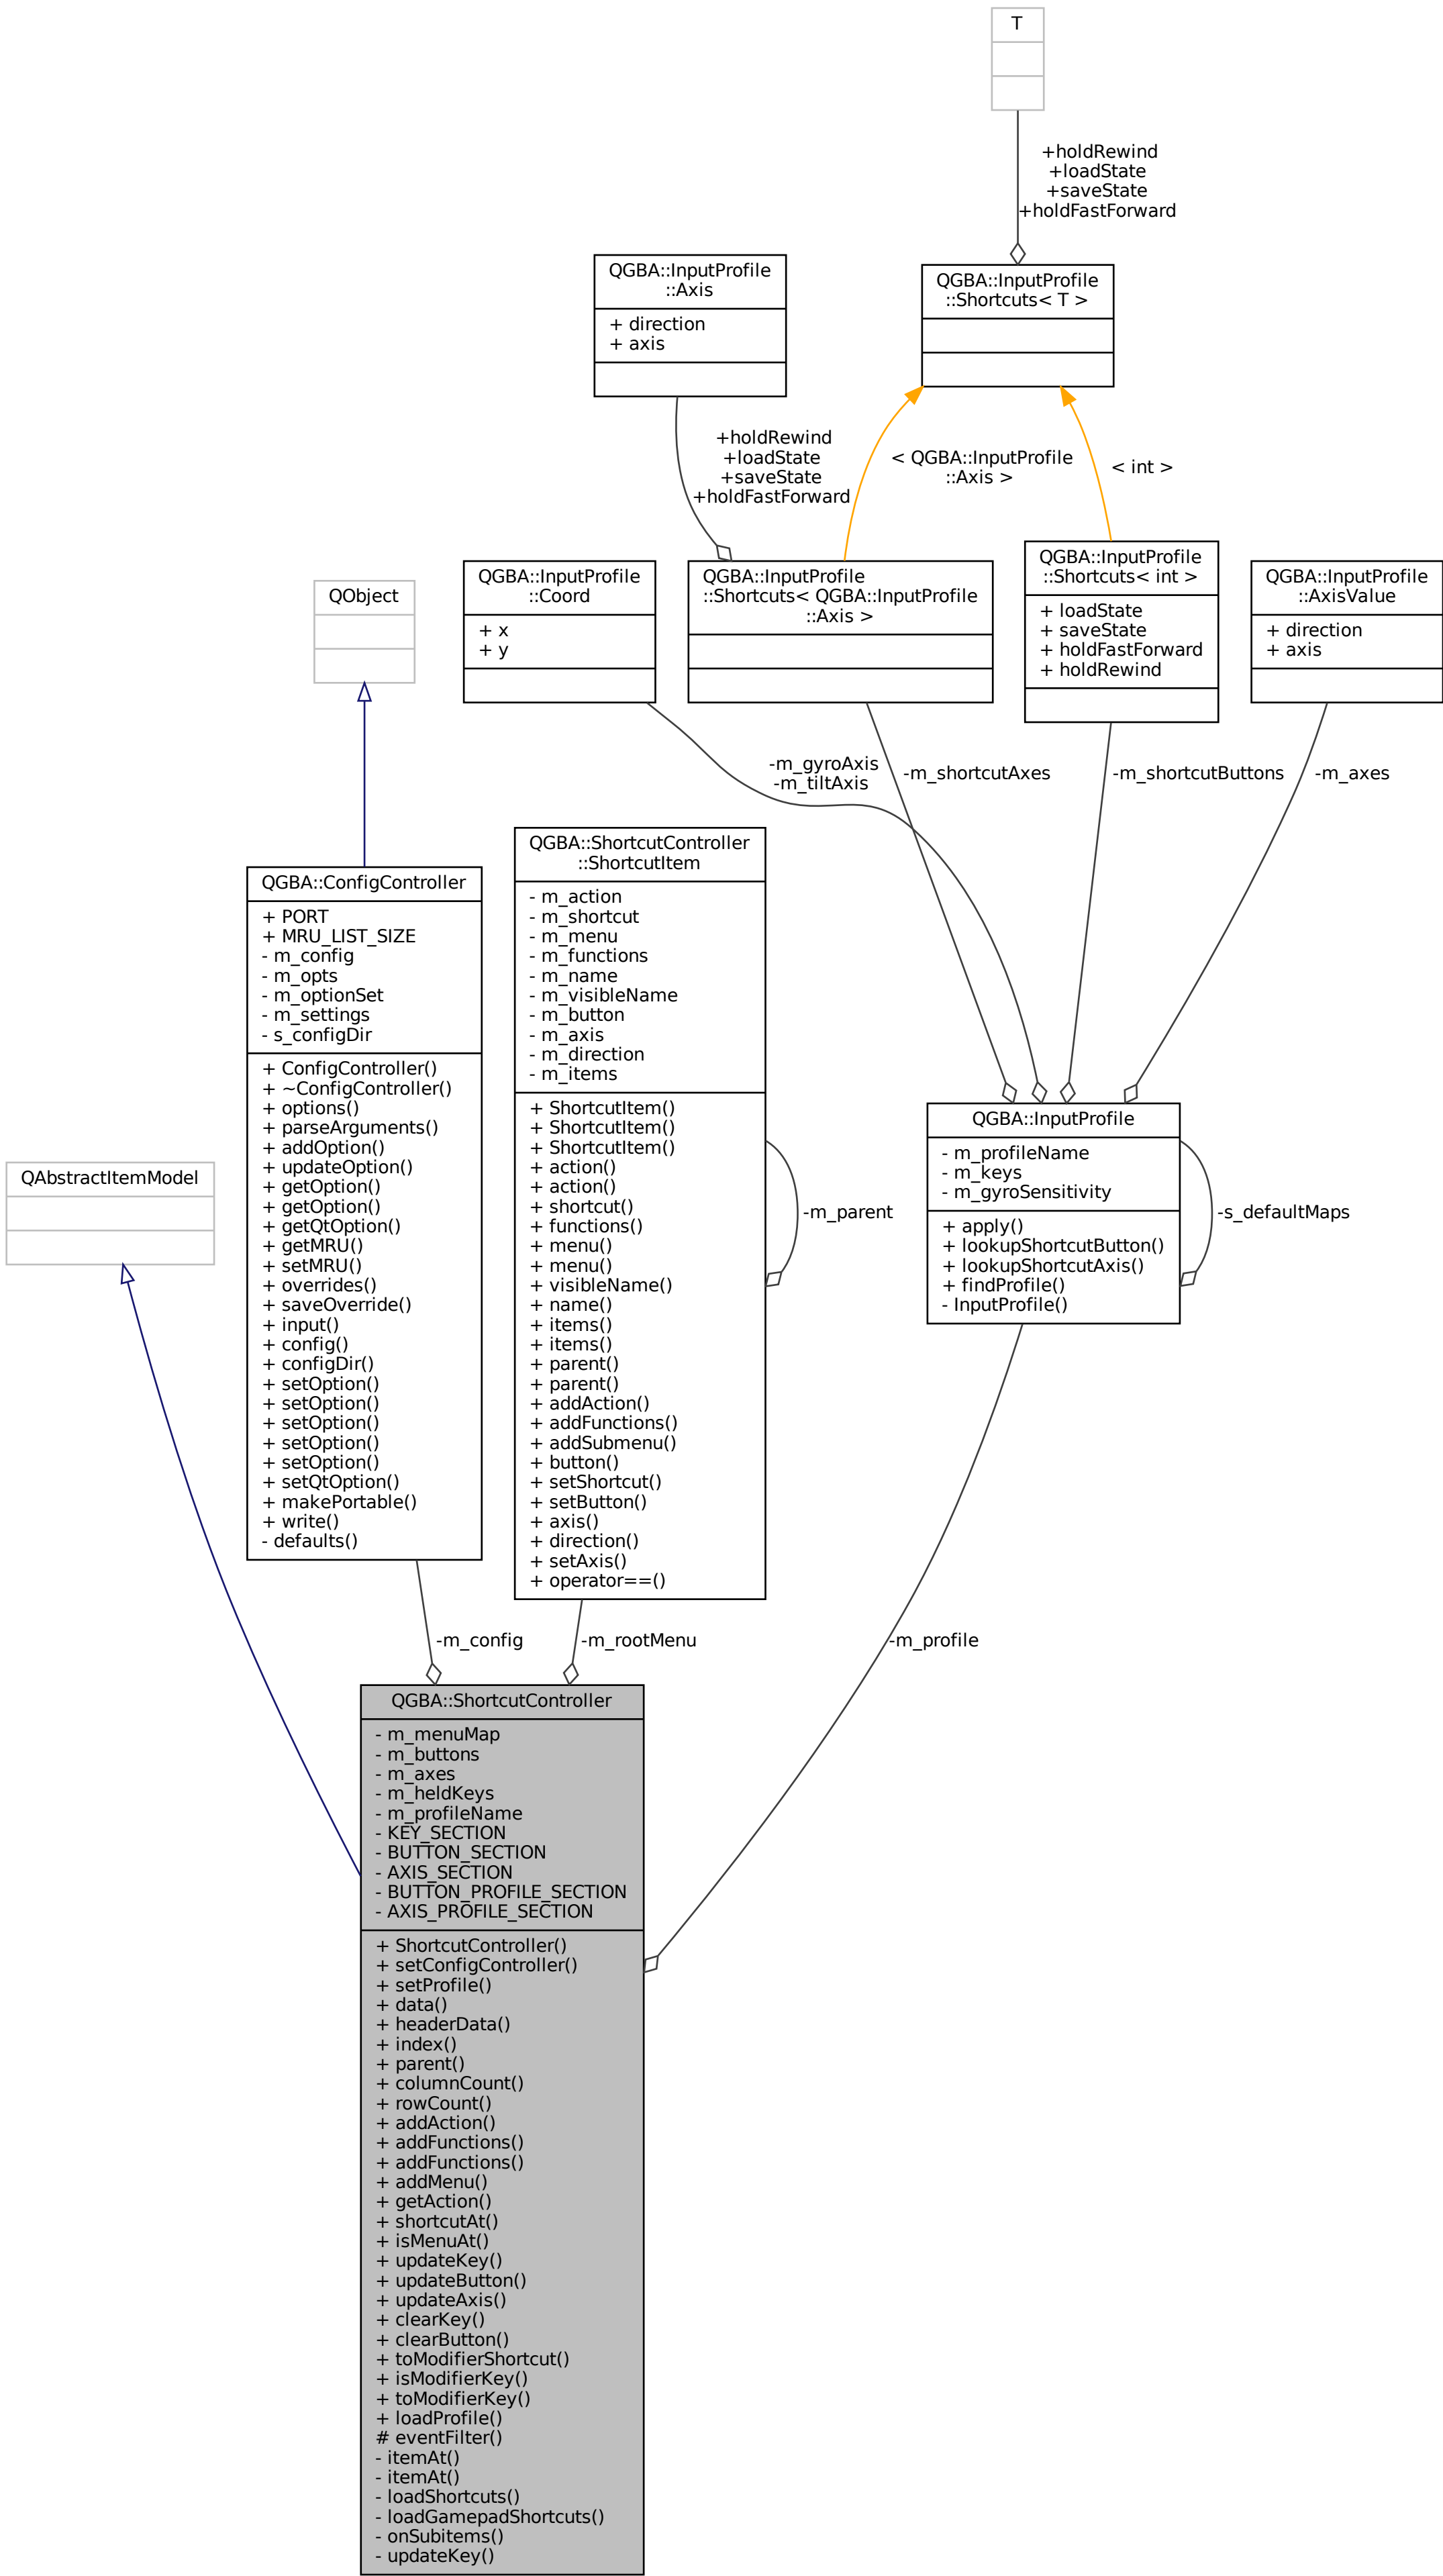 T
+holdRewind
+loadState
+saveState
+holdFastForward
QGBA::InputProfile
::Axis
+ direction
+ axis
QGBA::InputProfile
::Shortcuts< T >
+holdRewind
+loadState
+saveState
+holdFastForward
< QGBA::InputProfile
::Axis >
< int >
QObject
QGBA::InputProfile
::Coord
+ x
+ y
QGBA::InputProfile
::Shortcuts< QGBA::InputProfile
::Axis >
QGBA::InputProfile
::Shortcuts< int >
+ loadState
+ saveState
+ holdFastForward
+ holdRewind
QGBA::InputProfile
::AxisValue
+ direction
+ axis
-m_gyroAxis
-m_tiltAxis
-m_shortcutAxes
-m_shortcutButtons
-m_axes
QGBA::ConfigController
+ PORT
+ MRU_LIST_SIZE
- m_config
- m_opts
- m_optionSet
- m_settings
- s_configDir
+ ConfigController()
+ ~ConfigController()
+ options()
+ parseArguments()
+ addOption()
+ updateOption()
+ getOption()
+ getOption()
+ getQtOption()
+ getMRU()
+ setMRU()
+ overrides()
+ saveOverride()
+ input()
+ config()
+ configDir()
+ setOption()
+ setOption()
+ setOption()
+ setOption()
+ setOption()
+ setQtOption()
+ makePortable()
+ write()
- defaults()
QGBA::ShortcutController
::ShortcutItem
- m_action
- m_shortcut
- m_menu
- m_functions
- m_name
- m_visibleName
- m_button
- m_axis
- m_direction
- m_items
+ ShortcutItem()
+ ShortcutItem()
+ ShortcutItem()
+ action()
+ action()
+ shortcut()
+ functions()
+ menu()
+ menu()
+ visibleName()
+ name()
+ items()
+ items()
+ parent()
+ parent()
+ addAction()
+ addFunctions()
+ addSubmenu()
+ button()
+ setShortcut()
+ setButton()
+ axis()
+ direction()
+ setAxis()
+ operator==()
-m_parent
QGBA::InputProfile
- m_profileName
- m_keys
- m_gyroSensitivity
+ apply()
+ lookupShortcutButton()
+ lookupShortcutAxis()
+ findProfile()
- InputProfile()
-s_defaultMaps
QAbstractItemModel
-m_config
-m_rootMenu
-m_profile
QGBA::ShortcutController
- m_menuMap
- m_buttons
- m_axes
- m_heldKeys
- m_profileName
- KEY_SECTION
- BUTTON_SECTION
- AXIS_SECTION
- BUTTON_PROFILE_SECTION
- AXIS_PROFILE_SECTION
+ ShortcutController()
+ setConfigController()
+ setProfile()
+ data()
+ headerData()
+ index()
+ parent()
+ columnCount()
+ rowCount()
+ addAction()
+ addFunctions()
+ addFunctions()
+ addMenu()
+ getAction()
+ shortcutAt()
+ isMenuAt()
+ updateKey()
+ updateButton()
+ updateAxis()
+ clearKey()
+ clearButton()
+ toModifierShortcut()
+ isModifierKey()
+ toModifierKey()
+ loadProfile()
# eventFilter()
- itemAt()
- itemAt()
- loadShortcuts()
- loadGamepadShortcuts()
- onSubitems()
- updateKey()